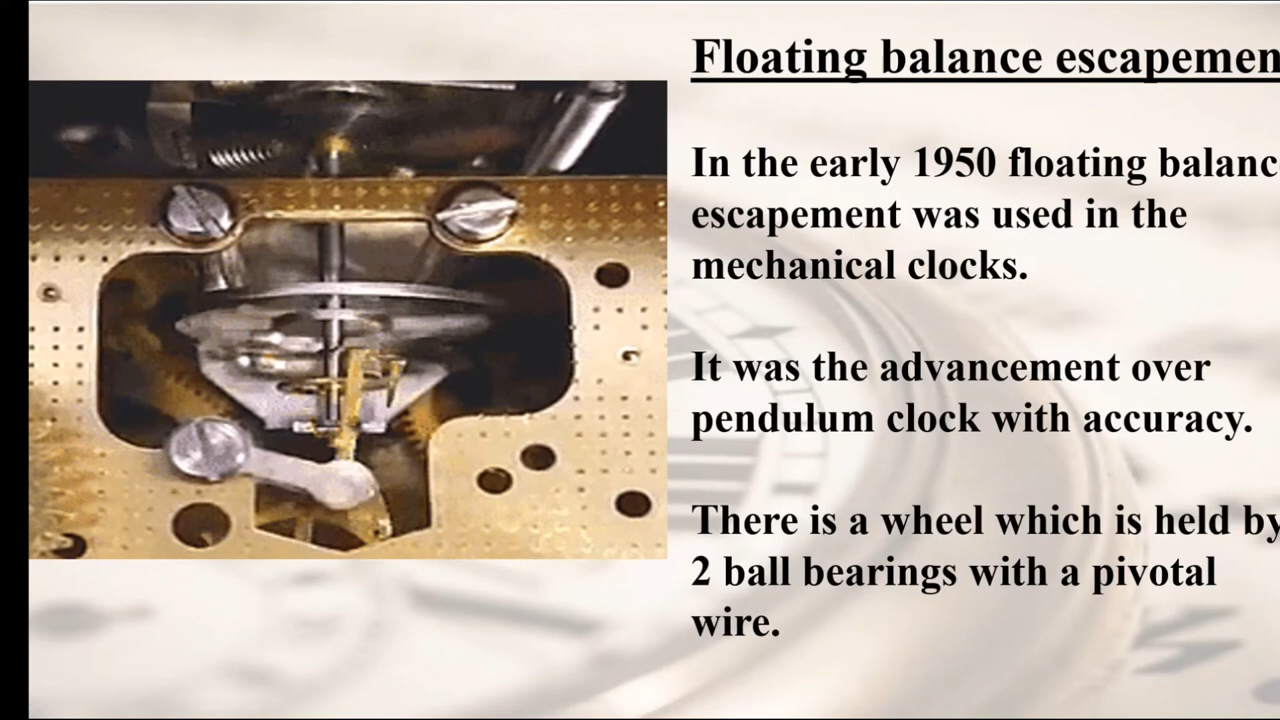 Floating balance escapemen
In the early 1950 floating balanc
escapement was used in the
mechanical clocks.
It was the advancement over
pendulum clock with accuracy.
There is a wheel which is held by
2 ball bearings with a pivotal
wire.